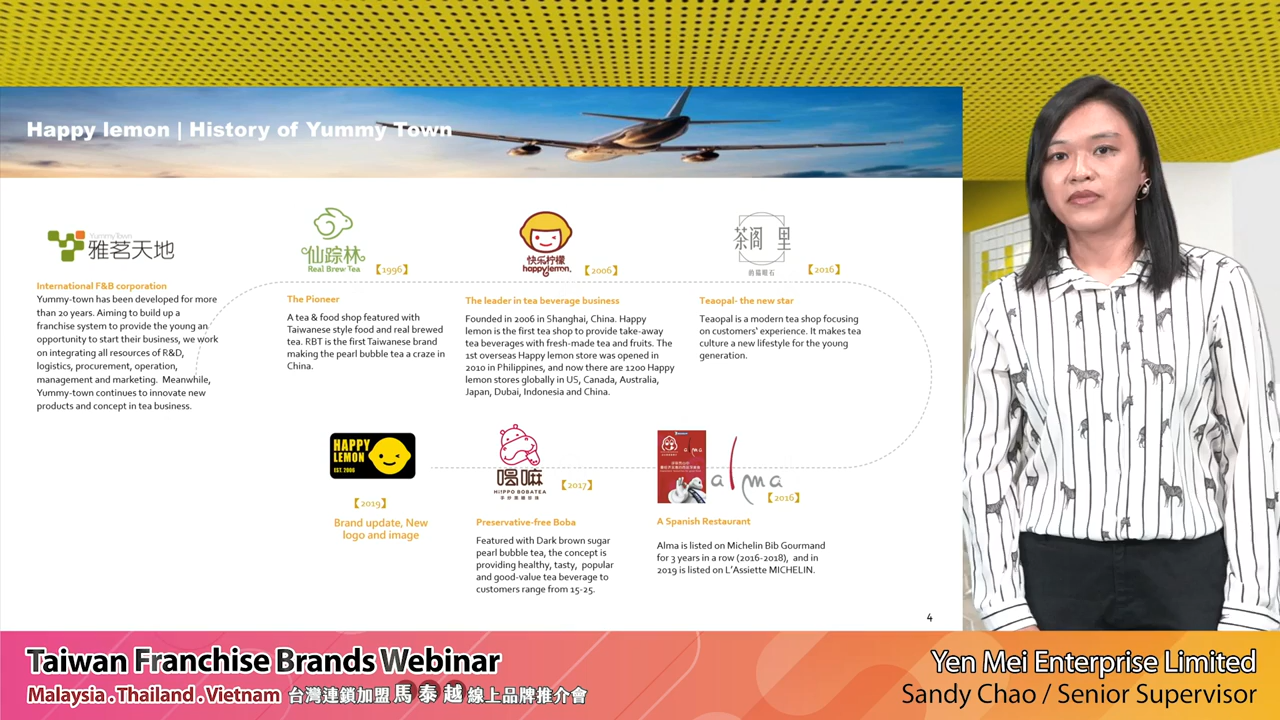 Happy lemon | History of Yummy Town
Yummy Town
雅茗天地
International F&B corporation
Yummy-town has been developed for more
than 20 years. Aiming to build up a
franchise system to provide the young an
opportunity to start their business, we work
on integrating all resources of R&D,
logistics, procurement, operation,
management and marketing.  Meanwhile,
Yummy-town continues to innovate new
products and concept in tea business.
仙踪林
Real Brew Tea
【1996】
The Pioneer
A tea & food shop featured with
Taiwanese style food and real brewed
tea. RBT is the first Taiwanese brand
making the pearl bubble tea a craze in
China.
快乐柠檬
happylemon.
【2006】
The leader in tea beverage business
Founded in 2006 in Shanghai, China. Happy
lemon is the first tea shop to provide take-away
tea beverages with fresh-made tea and fruits. The
1st overseas Happy lemon store was opened in
2010 in Philippines, and now there are 1200 Happy
lemon stores globally in US, Canada, Australia,
Japan, Dubai, Indonesia and China.
茶阁里
的貓眼石
【2016】
Teaopal- the new star
Teaopal is a modern tea shop focusing
on customers' experience. It makes tea
culture a new lifestyle for the young
generation.
HAPPY
LEMON
EST. 2006
【2019】
Brand update, New
logo and image
喝嘛
HIIPPO BOBATEA
【2017】
Preservative-free Boba
Featured with Dark brown sugar
pearl bubble tea, the concept is
providing healthy, tasty,  popular
and good-value tea beverage to
customers range from 15-25.
alma
alma
【2016】
A Spanish Restaurant
Alma is listed on Michelin Bib Gourmand
for 3 years in a row (2016-2018),  and in
2019 is listed on L'Assiette MICHELIN.
4
Taiwan Franchise Brands Webinar
Malaysia . Thailand . Vietnam 台灣連鎖加盟馬泰越線上品牌推介會
Yen Mei Enterprise Limited
Sandy Chao / Senior Supervisor